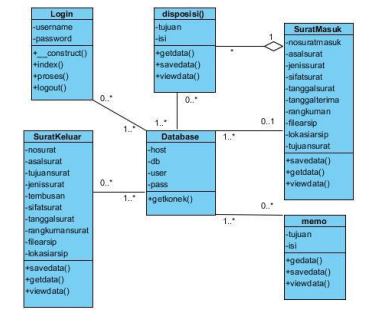 Login
-username
-password
+__construct()
+index()
+proses()
+logout()
disposisi()
-tujuan
-isi
+getdata()
+savedata()
+viewdata()
SuratMasuk
-nosuratmasuk
-asalsurat
-jenissurat
-sifatsurat
-tanggalsurat
-tanggalterima
-rangkuman
-filearsip
-lokasiarsip
-tujuansurat
+savedata()
+getdata()
+viewdata()
1
*
0..*
1..*
0..*
1..*
0..1
1..*
SuratKeluar
-nosurat
-asalsurat
-tujuansurat
-jenissurat
-tembusan
-sifatsurat
-tanggalsurat
-rangkumansurat
-filearsip
-lokasiarsip
+savedata()
+getdata()
+viewdata()
0..*
1..*
Database
-host
-db
-user
-pass
+getkonek()
1..*
0..*
memo
-tujuan
-isi
+gedata()
+savedata()
+viewdata()